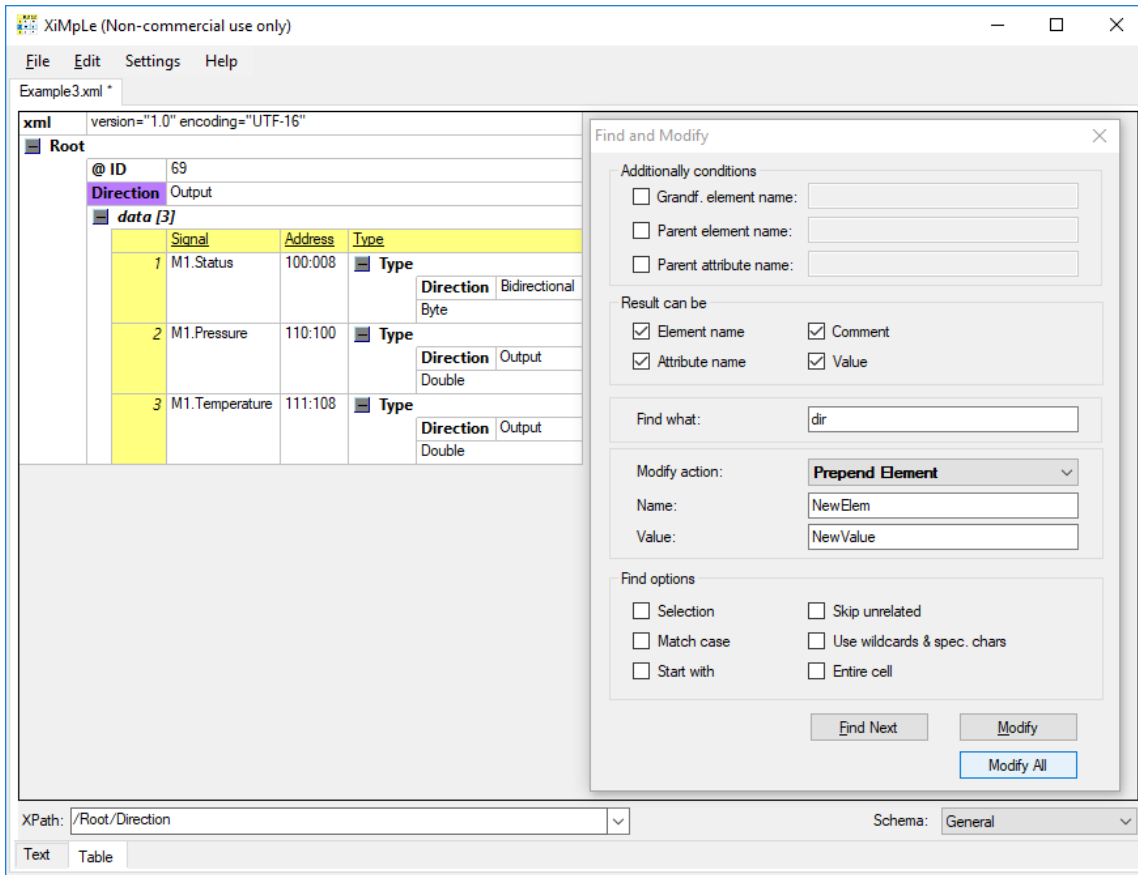 XiMpLe (Non-commercial use only)
File Edit Settings Help
Example3.xml *
xml version="1.0" encoding="UTF-16"
Root
@ ID 69
Direction Output
data [3]
Signal Address Type
1 M1.Status 100:008 Type
Direction Bidirectional
Byte
2 M1.Pressure 110:100 Type
Direction Output
Double
3 M1.Temperature 111:108 Type
Direction Output
Double
Find and Modify
Additionally conditions
Grandf. element name:
Parent element name:
Parent attribute name:
Result can be
Element name Comment
Attribute name Value
Find what: dir
Modify action: Prepend Element
Name: NewElem
Value: NewValue
Find options
Selection Skip unrelated
Match case Use wildcards & spec. chars
Start with Entire cell
Find Next Modify
Modify All
XPath: /Root/Direction Schema: General
Text Table